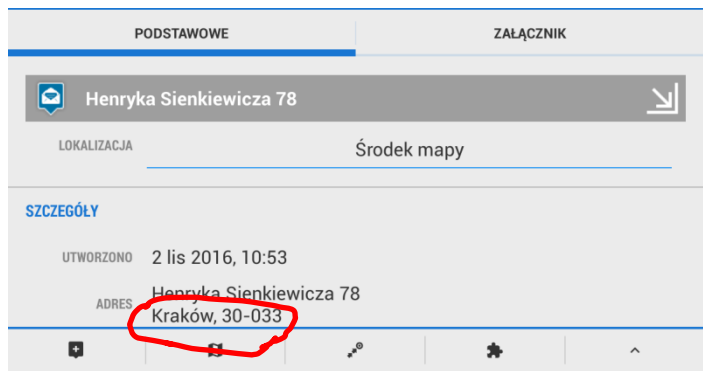 PODSTAWOWE
ZAŁĄCZNIK
Henryka Sienkiewicza 78
LOKALIZACJA
Środek mapy
SZCZEGÓŁY
UTWORZONO 2 lis 2016, 10:53
ADRES Henryka Sienkiewicza 78
Kraków, 30-033